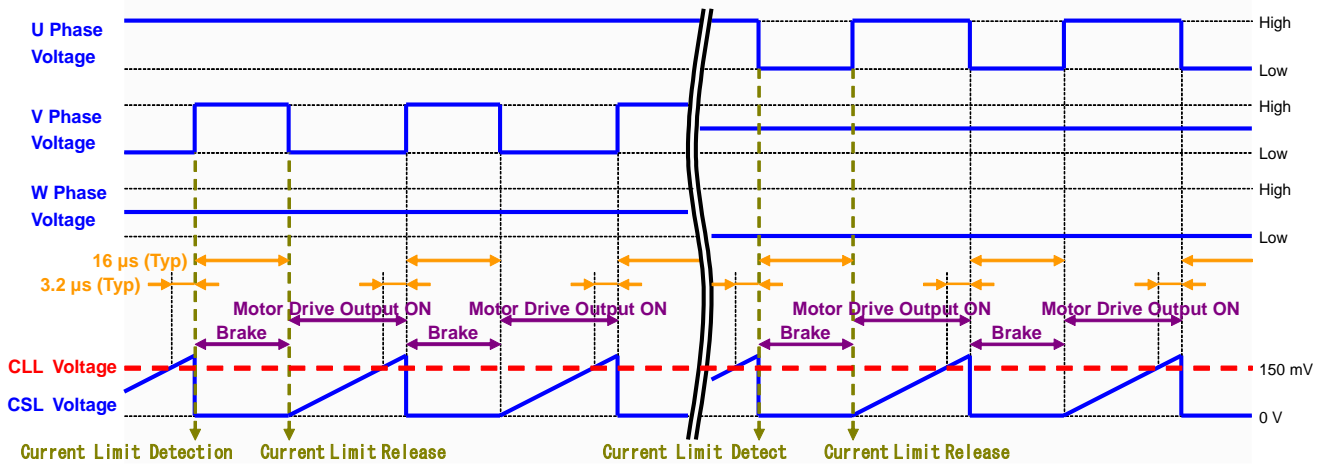 U Phase
Voltage
High
Low
V Phase
Voltage
High
Low
W Phase
Voltage
High
Low
16 μs (Typ)
3.2 μs (Typ)
Motor Drive Output ON Motor Drive Output ON Motor Drive Output ON Motor Drive Output ON
Brake Brake Brake Brake
CLL Voltage 150 mV
CSL Voltage 0 V
Current Limit Detection Current Limit Release Current Limit Detect Current Limit Release